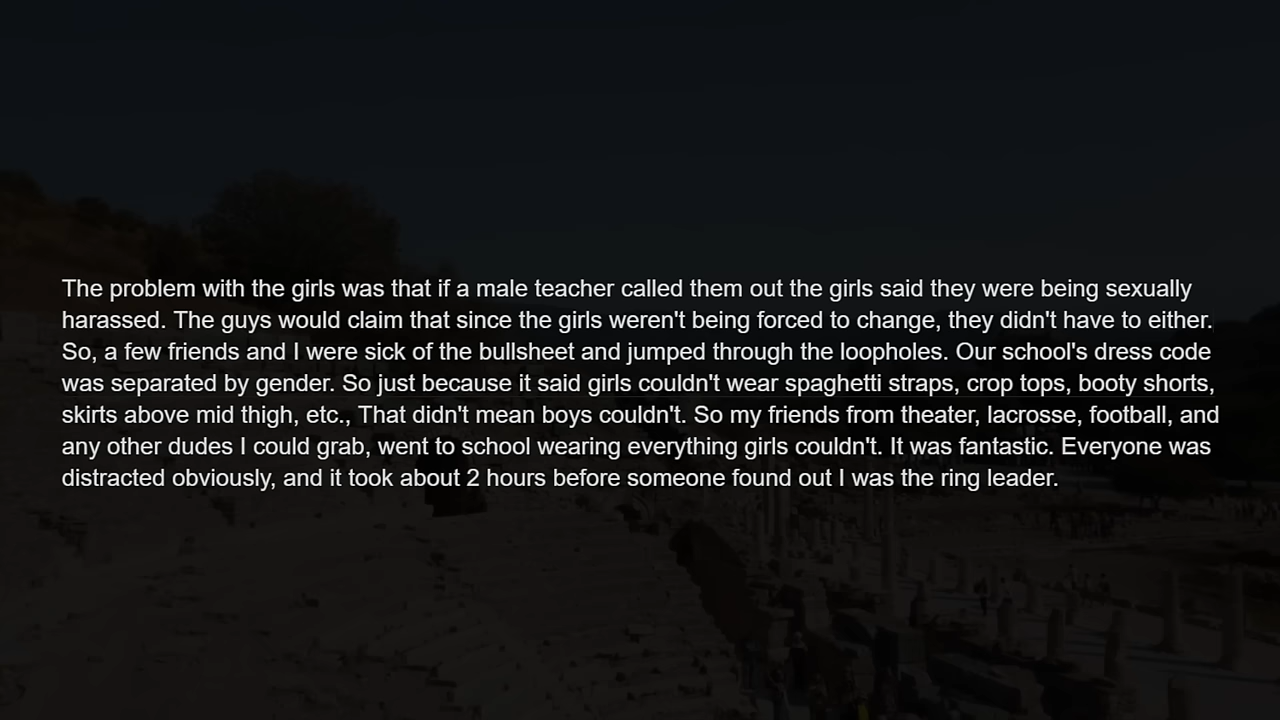 The problem with the girls was that if a male teacher called them out the girls said they were being sexually
harassed. The guys would claim that since the girls weren't being forced to change, they didn't have to either.
So, a few friends and I were sick of the bullsheet and jumped through the loopholes. Our school's dress code
was separated by gender. So just because it said girls couldn't wear spaghetti straps, crop tops, booty shorts,
skirts above mid thigh, etc., That didn't mean boys couldn't. So my friends from theater, lacrosse, football, and
any other dudes I could grab, went to school wearing everything girls couldn't. It was fantastic. Everyone was
distracted obviously, and it took about 2 hours before someone found out I was the ring leader.